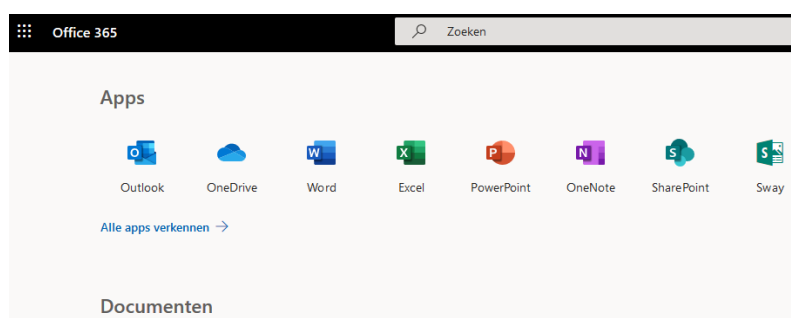 Office 365 Zoeken
Apps
Outlook OneDrive Word Excel PowerPoint OneNote SharePoint Sway
Alle apps verkennen →
Documenten